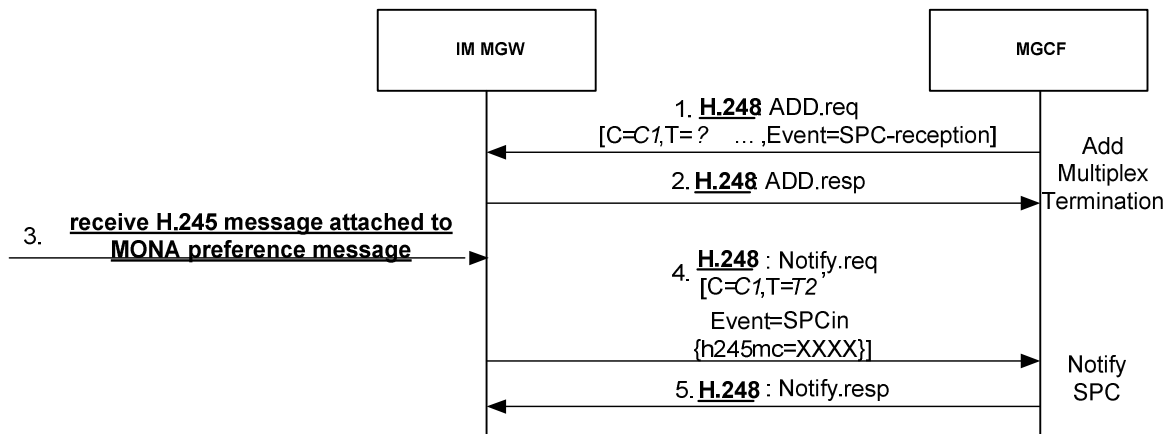 IM MGW
MGCF
1. H.248: ADD.req
[C=C1,T=? ... ,Event=SPC-reception]
Add
Multiplex
Termination
2. H.248: ADD.resp
3. receive H.245 message attached to
MONA preference message
4. H.248 : Notify.req
[C=C1,T=T2,
Event=SPCin
{h245mc=XXXX}]
Notify
SPC
5. H.248 : Notify.resp